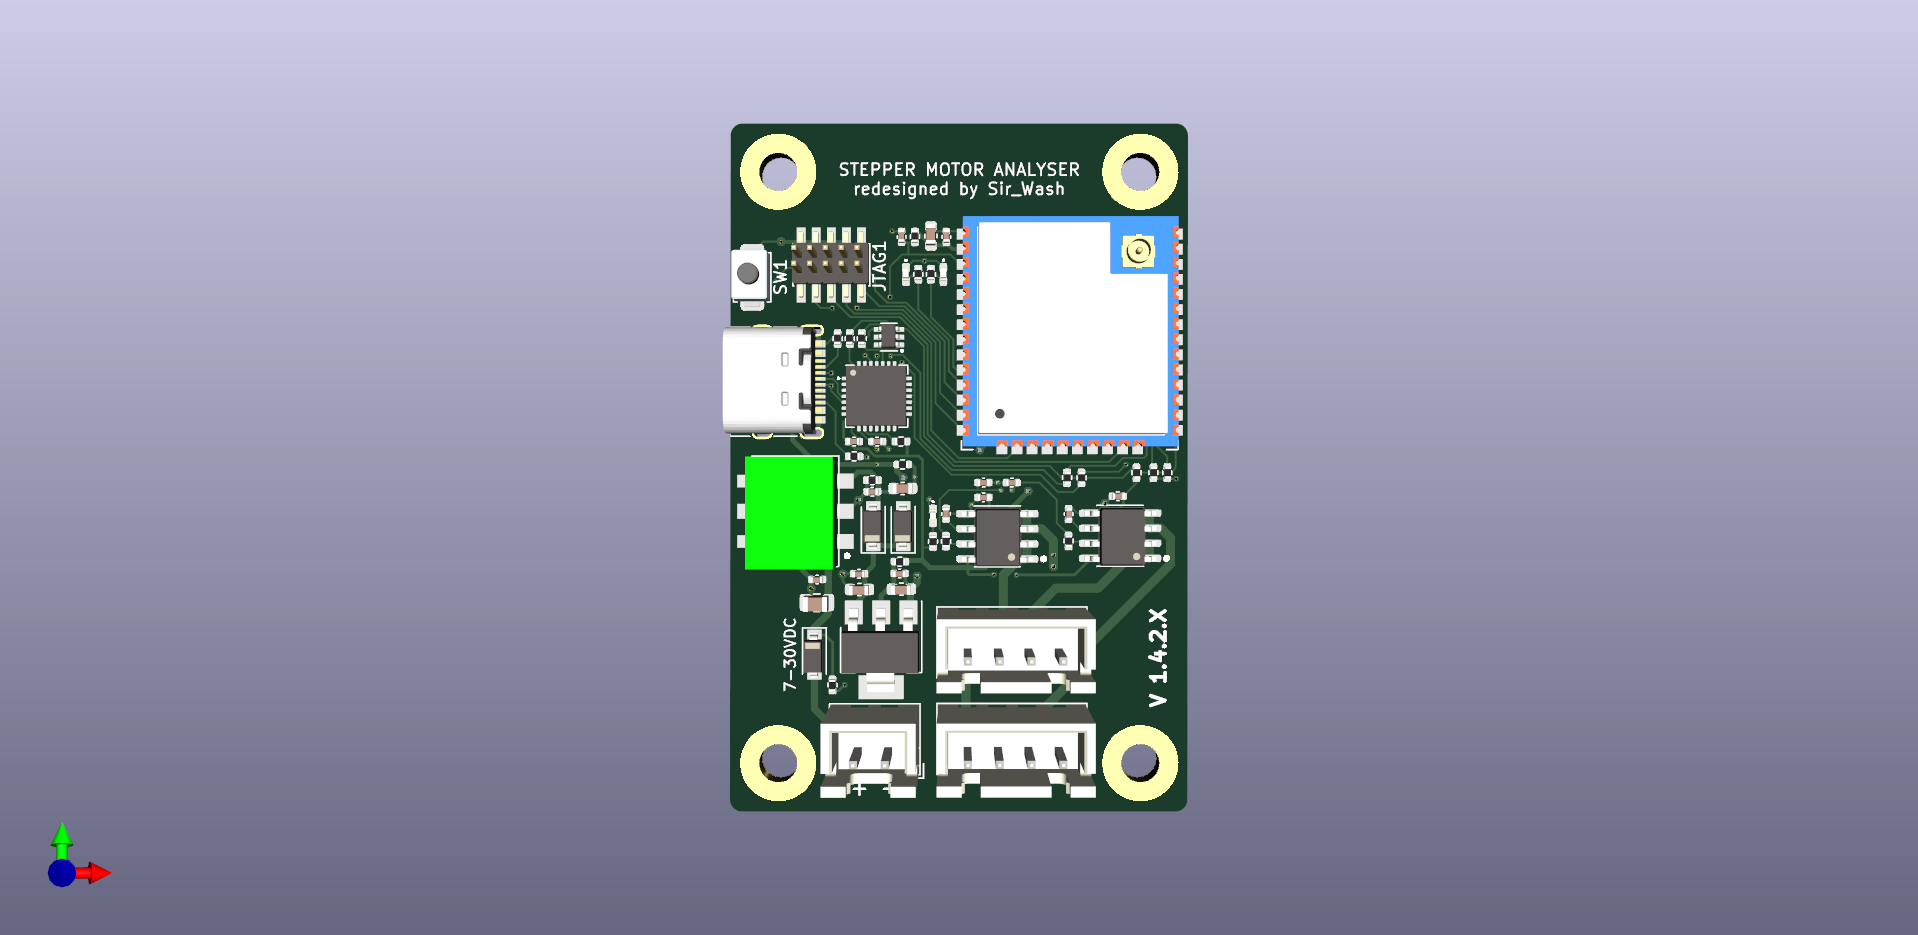 STEPPER MOTOR ANALYSER
redesigned by Sir_Wash
JTAG1
SW1
7-30VDC
V 1.4.2.X
+ -